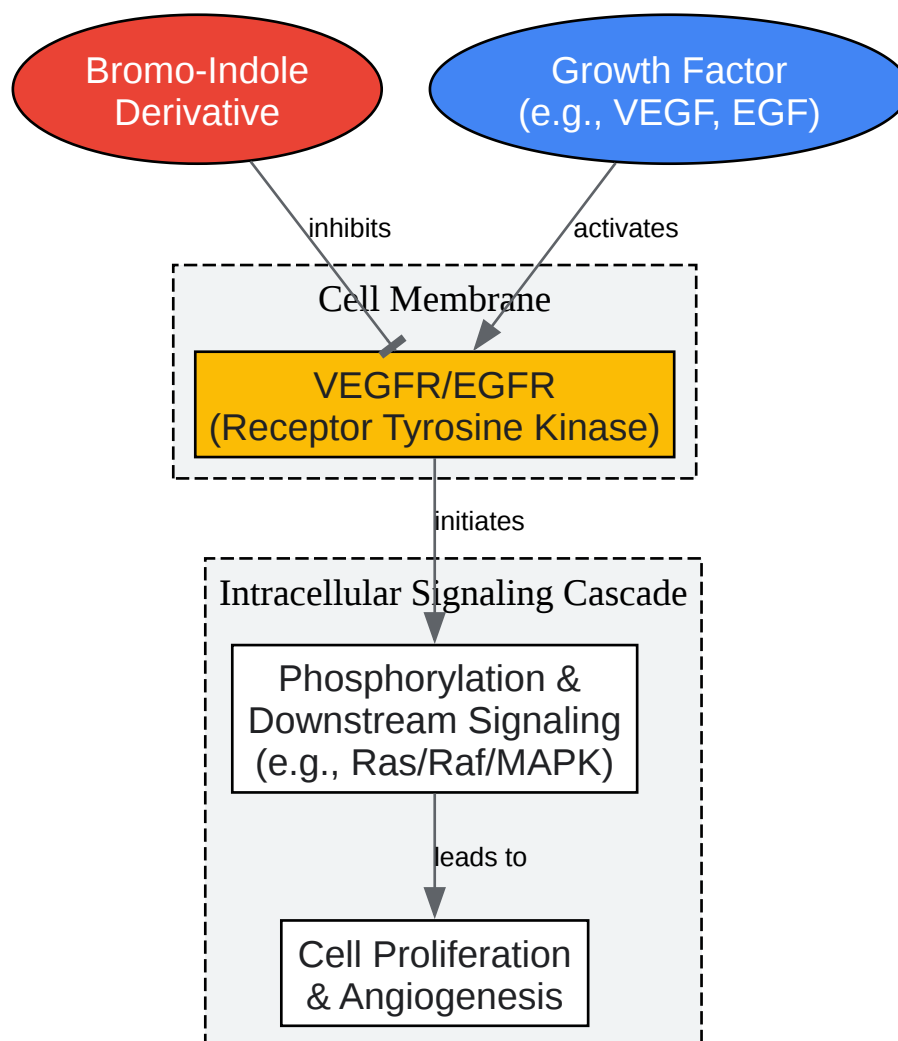 Bromo-Indole
Derivative
Growth Factor
(e.g., VEGF, EGF)
inhibits
activates
Cell Membrane
VEGFR/EGFR
(Receptor Tyrosine Kinase)
initiates
Intracellular Signaling Cascade
Phosphorylation &
Downstream Signaling
(e.g., Ras/Raf/MAPK)
leads to
Cell Proliferation
& Angiogenesis